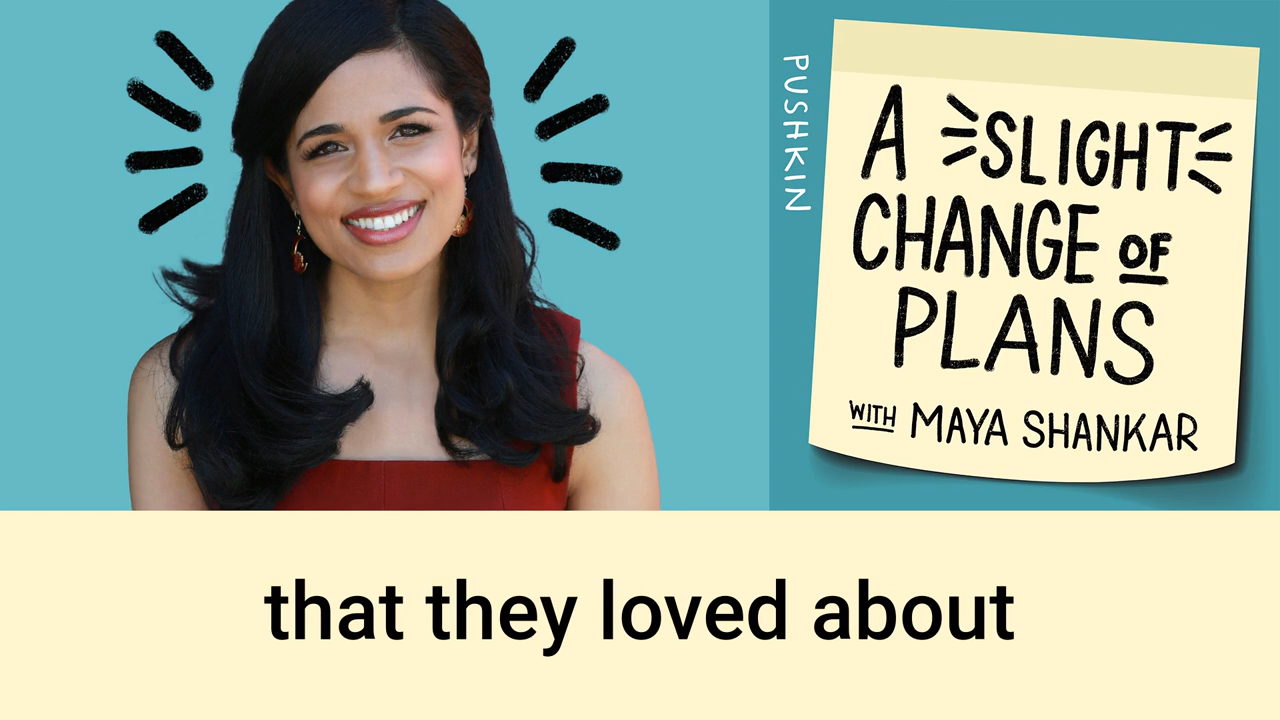 PUSHKIN
A SLIGHT
CHANGE OF
PLANS
WITH MAYA SHANKAR
that they loved about